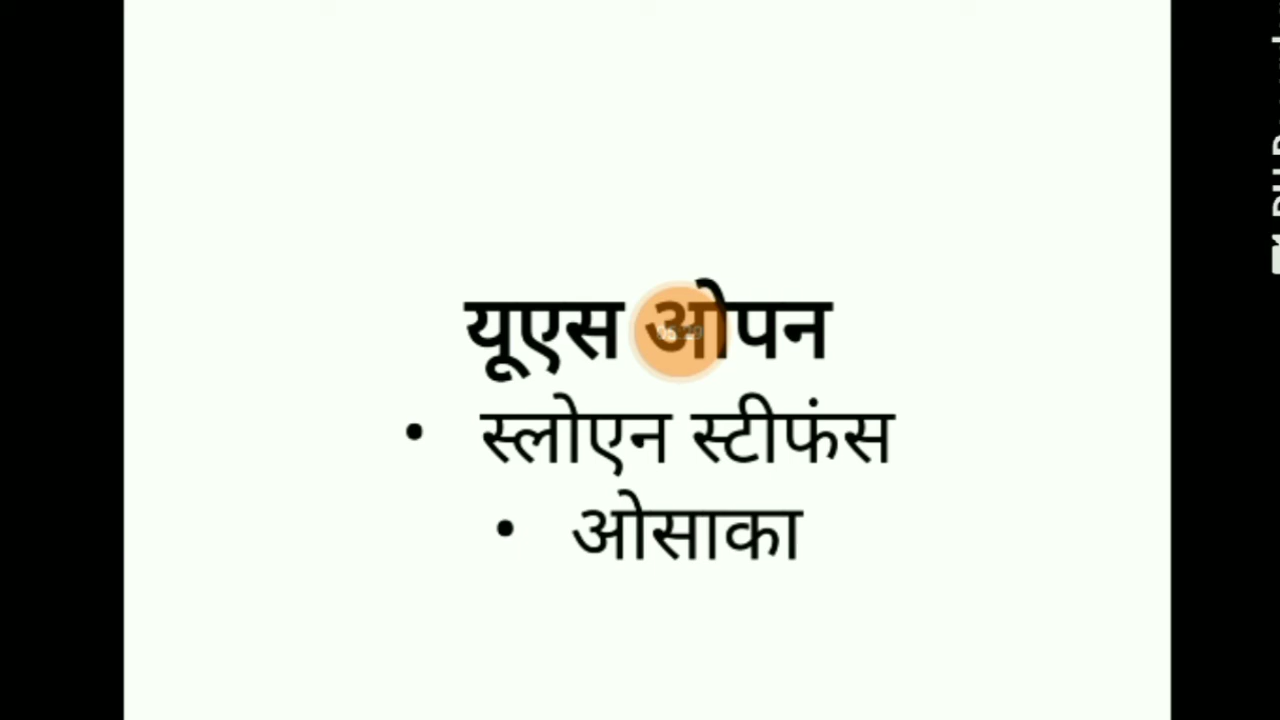 यूएस ओपन
• स्लोएन स्टीफंस
• ओसाका